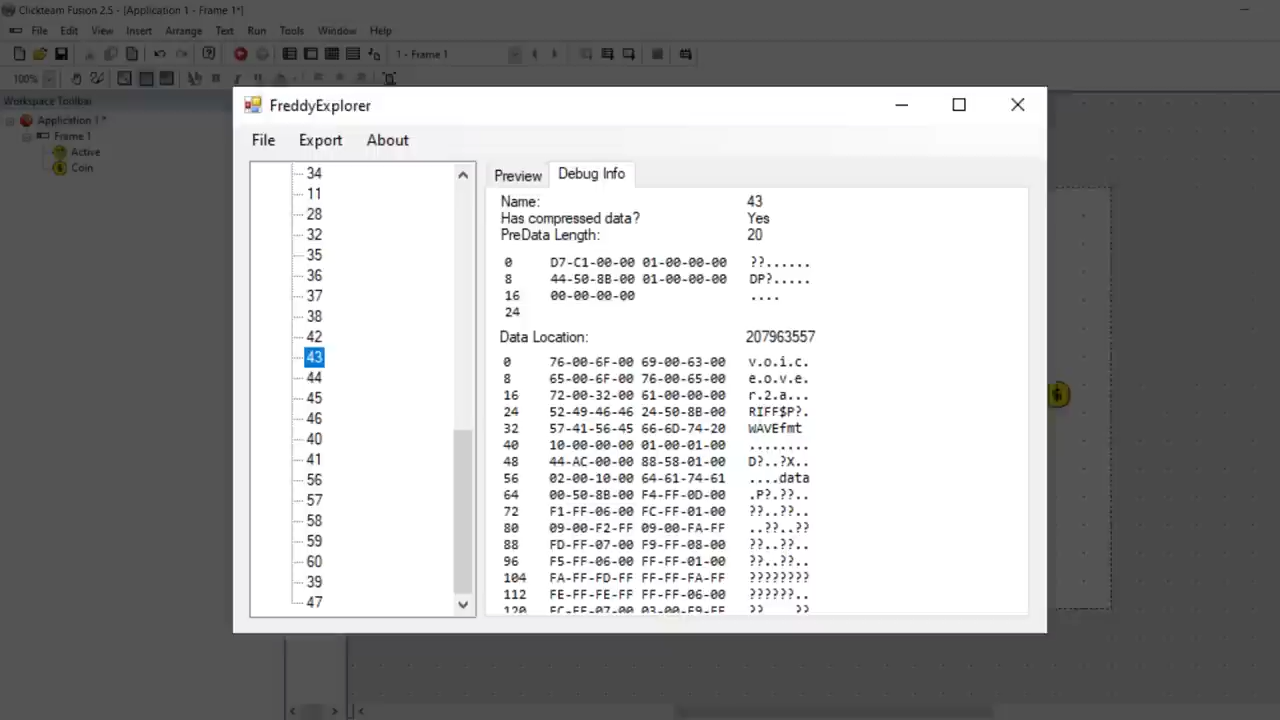 Clickteam Fusion 2.5 - [Application 1 - Frame 1*]
File Edit View Insert Arrange Text Run Tools Window Help
1 - Frame 1
100%
Workspace Toolbar
Application 1 *
Frame 1
Active
Coin
FreddyExplorer
File Export About
34
11
28
32
35
36
37
38
42
43
44
45
46
40
41
56
57
58
59
60
39
47
Preview Debug Info
Name: 43
Has compressed data? Yes
PreData Length: 20
0 D7-C1-00-00 01-00-00-00 ??......
8 44-50-8B-00 01-00-00-00 DP?.....
16 00-00-00-00 ....
24
Data Location: 207963557
0 76-00-6F-00 69-00-63-00 v.o.i.c.
8 65-00-6F-00 76-00-65-00 e.o.v.e.
16 72-00-32-00 61-00-00-00 r.2.a...
24 52-49-46-46 24-50-8B-00 RIFF$P?.
32 57-41-56-45 66-6D-74-20 WAVEfmt
40 10-00-00-00 01-00-01-00 ........
48 44-AC-00-00 88-58-01-00 D?..?X..
56 02-00-10-00 64-61-74-61 ....data
64 00-50-8B-00 F4-FF-0D-00 .P?.??..
72 F1-FF-06-00 FC-FF-01-00 ??..??..
80 09-00-F2-FF 09-00-FA-FF ..??..??
88 FD-FF-07-00 F9-FF-08-00 ??..??..
96 F5-FF-06-00 FF-FF-01-00 ??..??..
104 FA-FF-FD-FF FF-FF-FA-FF ????????
112 FE-FF-FE-FF FF-FF-06-00 ??????..
120 FC-FF-07-00 03-00-F9-FF ??....??